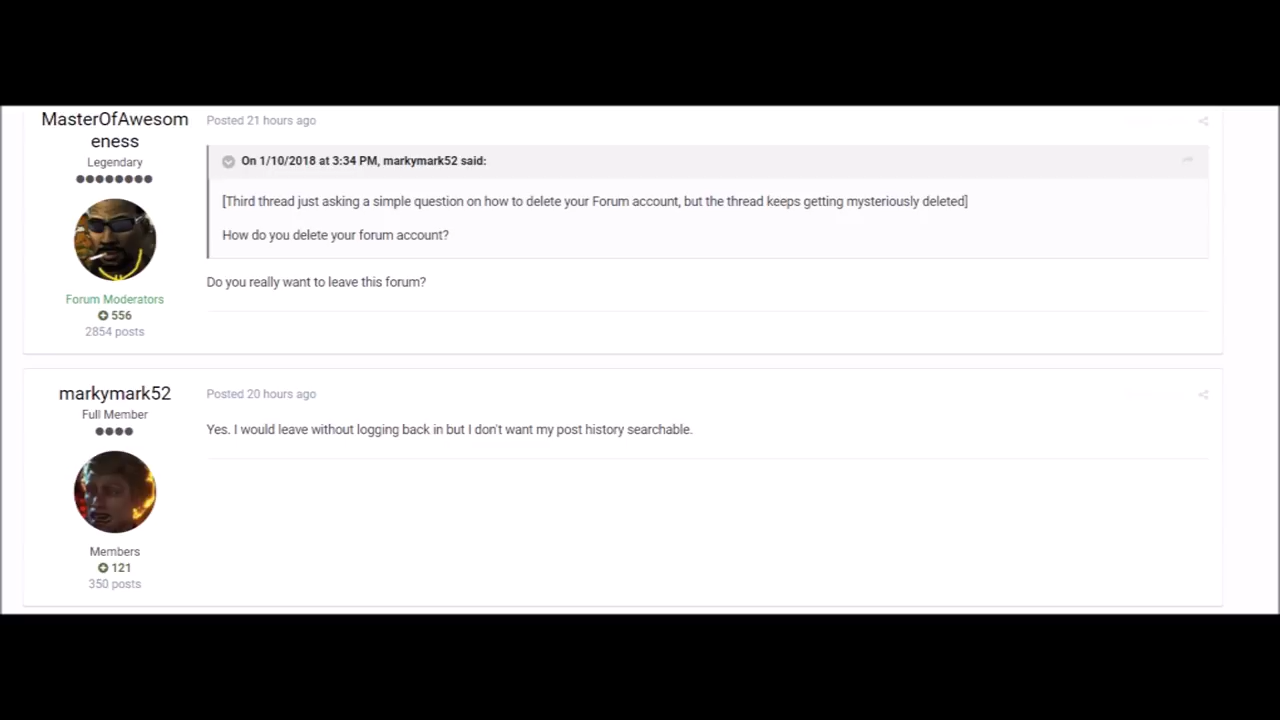 MasterOfAwesom
eness
Legendary
Forum Moderators
556
2854 posts
Posted 21 hours ago
On 1/10/2018 at 3:34 PM, markymark52 said:
[Third thread just asking a simple question on how to delete your Forum account, but the thread keeps getting mysteriously deleted]
How do you delete your forum account?
Do you really want to leave this forum?
markymark52
Full Member
Members
121
350 posts
Posted 20 hours ago
Yes. I would leave without logging back in but I don't want my post history searchable.